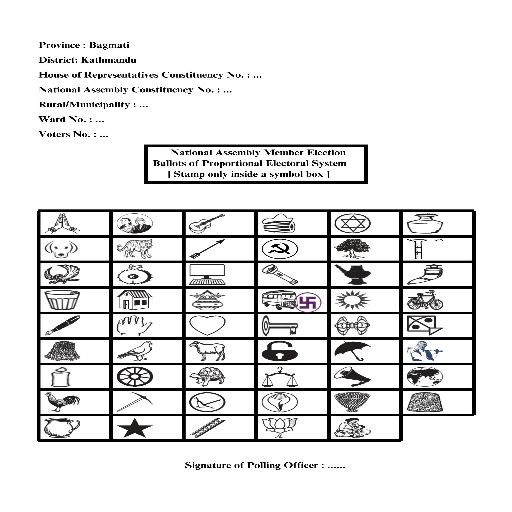 Province : Bagmati
District: Kathmandu
House of Representatives Constituency No. : ...
National Assembly Constituency No. : ...
Rural/Municipality : ...
Ward No. : ...
Voters No. : ...
National Assembly Member Election
Ballots of Proportional Electoral System
[ Stamp only inside a symbol box ]
Signature of Polling Officer : ......